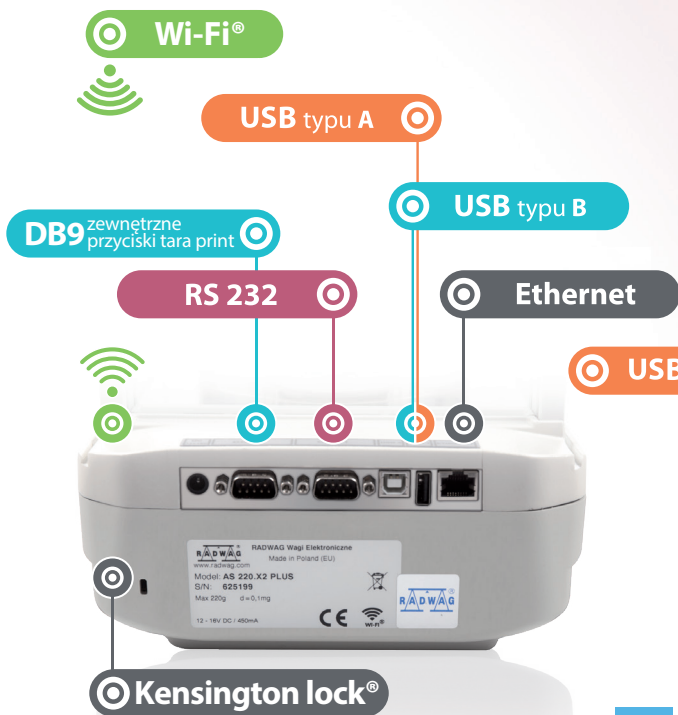 Wi-Fi®
USB typu A
USB typu B
DB9 zewnętrzne
przyciski tara print
RS 232
Ethernet
USB
RADWAG
RADWAG Wagi Elektroniczne
Made in Poland (EU)
www.radwag.com
Model: AS 220.X2 PLUS
S/N: 625199
Max 220g d=0,1mg
12 - 16V DC / 450mA
CE
Wi-Fi®
RADWAG®
Kensington lock®